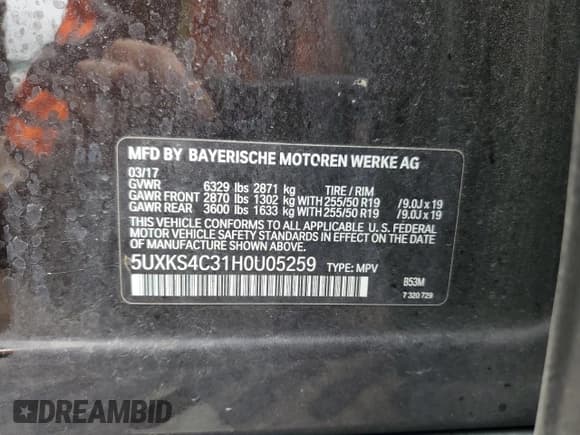 MFD BY BAYERISCHE MOTOREN WERKE AG
03/17
GVWR 6329 lbs 2871 kg TIRE / RIM
GAWR FRONT 2870 lbs 1302 kg WITH 255/50 R19 /9.0J x 19
GAWR REAR 3600 lbs 1633 kg WITH 255/50 R19 /9.0J x 19
THIS VEHICLE CONFORMS TO ALL APPLICABLE U. S. FEDERAL
MOTOR VEHICLE SAFETY STANDARDS IN EFFECT ON THE DATE
OF MANUFACTURE SHOWN ABOVE.
5UXKS4C31H0U05259 TYPE: MPV
B53M
7 320 729
DREAMBID